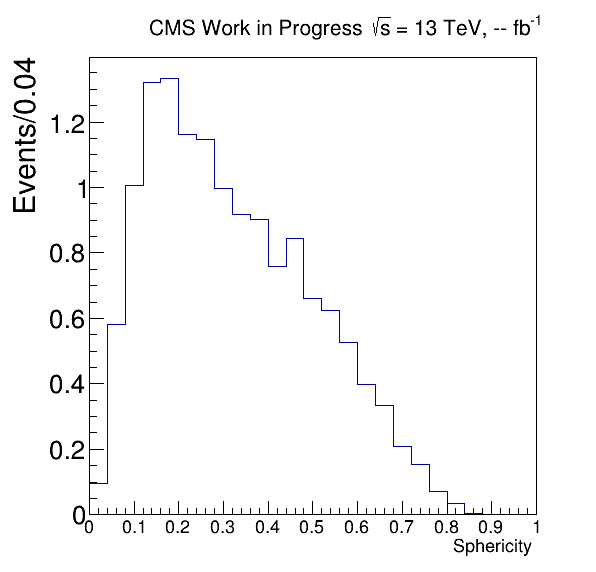 CMS Work in Progress √s = 13 TeV, -- fb-1
Events/0.04
1.2
1
0.8
0.6
0.4
0.2
0
0 0.1 0.2 0.3 0.4 0.5 0.6 0.7 0.8 0.9 1
Sphericity